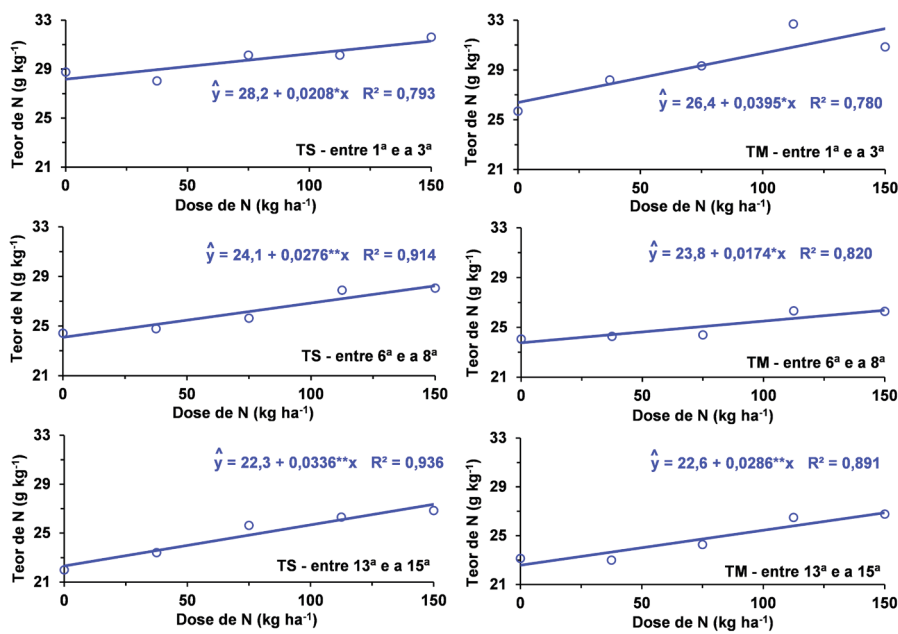 Teor de N (g kg⁻¹)
33
29
25
21
ŷ = 28,2 + 0,0208*x R² = 0,793
TS - entre 1ª e a 3ª
0 50 100 150
Dose de N (kg ha⁻¹)
33
29
25
21
Teor de N (g kg⁻¹)
ŷ = 26,4 + 0,0395*x R² = 0,780
TM - entre 1ª e a 3ª
0 50 100 150
Dose de N (kg ha⁻¹)
Teor de N (g kg⁻¹)
33
29
25
21
ŷ = 24,1 + 0,0276**x R² = 0,914
TS - entre 6ª e a 8ª
0 50 100 150
Dose de N (kg ha⁻¹)
Teor de N (g kg⁻¹)
33
29
25
21
ŷ = 23,8 + 0,0174*x R² = 0,820
TM - entre 6ª e a 8ª
0 50 100 150
Dose de N (kg ha⁻¹)
Teor de N (g kg⁻¹)
33
29
25
21
ŷ = 22,3 + 0,0336**x R² = 0,936
TS - entre 13ª e a 15ª
0 50 100 150
Dose de N (kg ha⁻¹)
Teor de N (g kg⁻¹)
33
29
25
21
ŷ = 22,6 + 0,0286**x R² = 0,891
TM - entre 13ª e a 15ª
0 50 100 150
Dose de N (kg ha⁻¹)